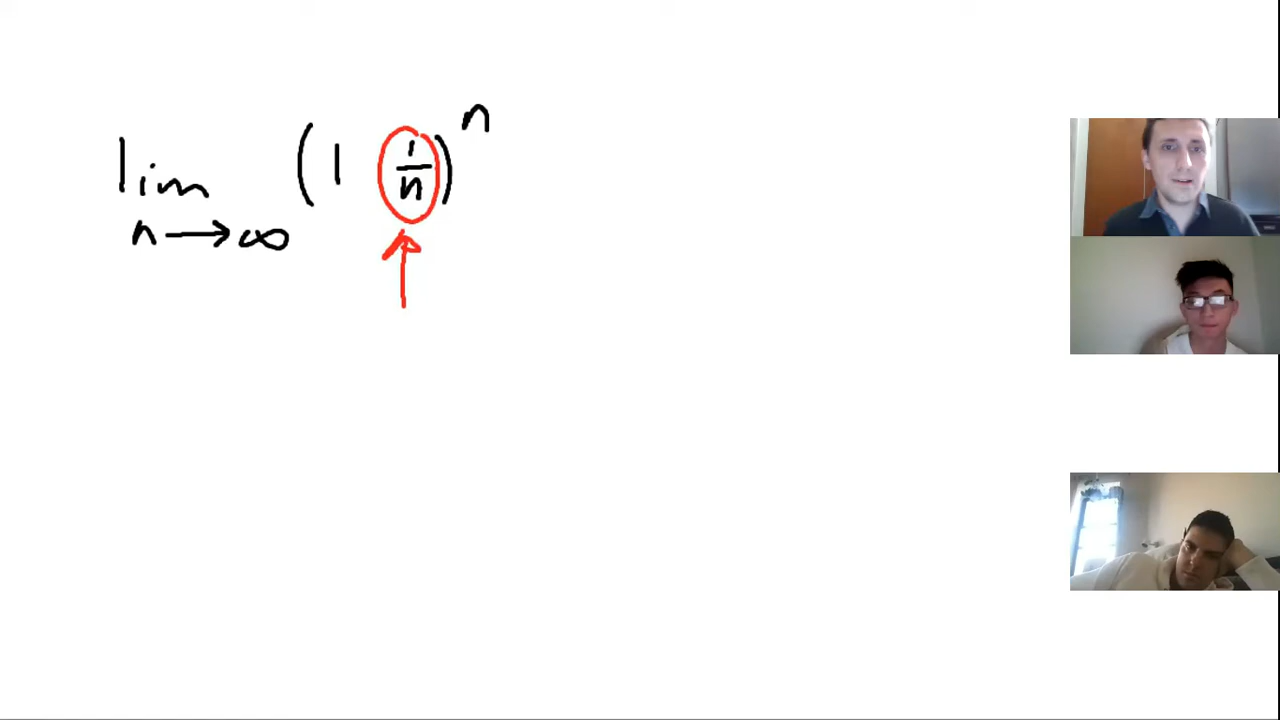 lim (1 1/n)^n
n→∞